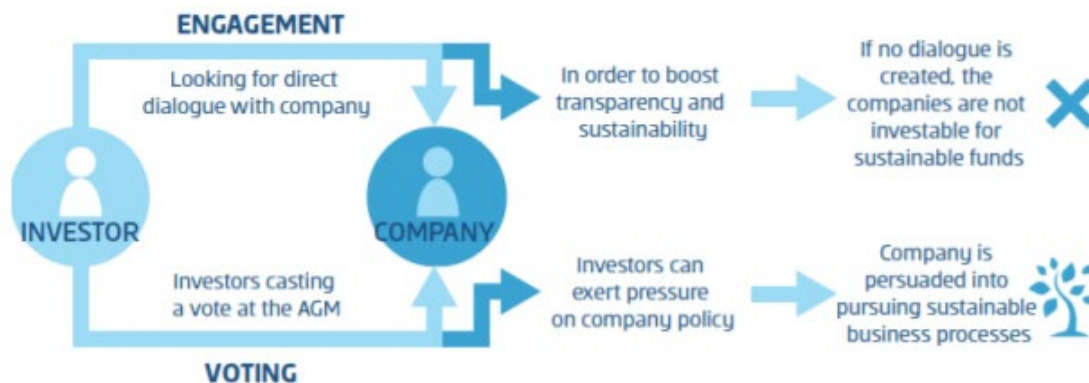 ENGAGEMENT
Looking for direct
dialogue with company
In order to boost
transparency and
sustainability
If no dialogue is
created, the
companies are not
investable for
sustainable funds
INVESTOR
COMPANY
Investors casting
a vote at the AGM
Investors can
exert pressure
on company policy
Company is
persuaded into
pursuing sustainable
business processes
VOTING